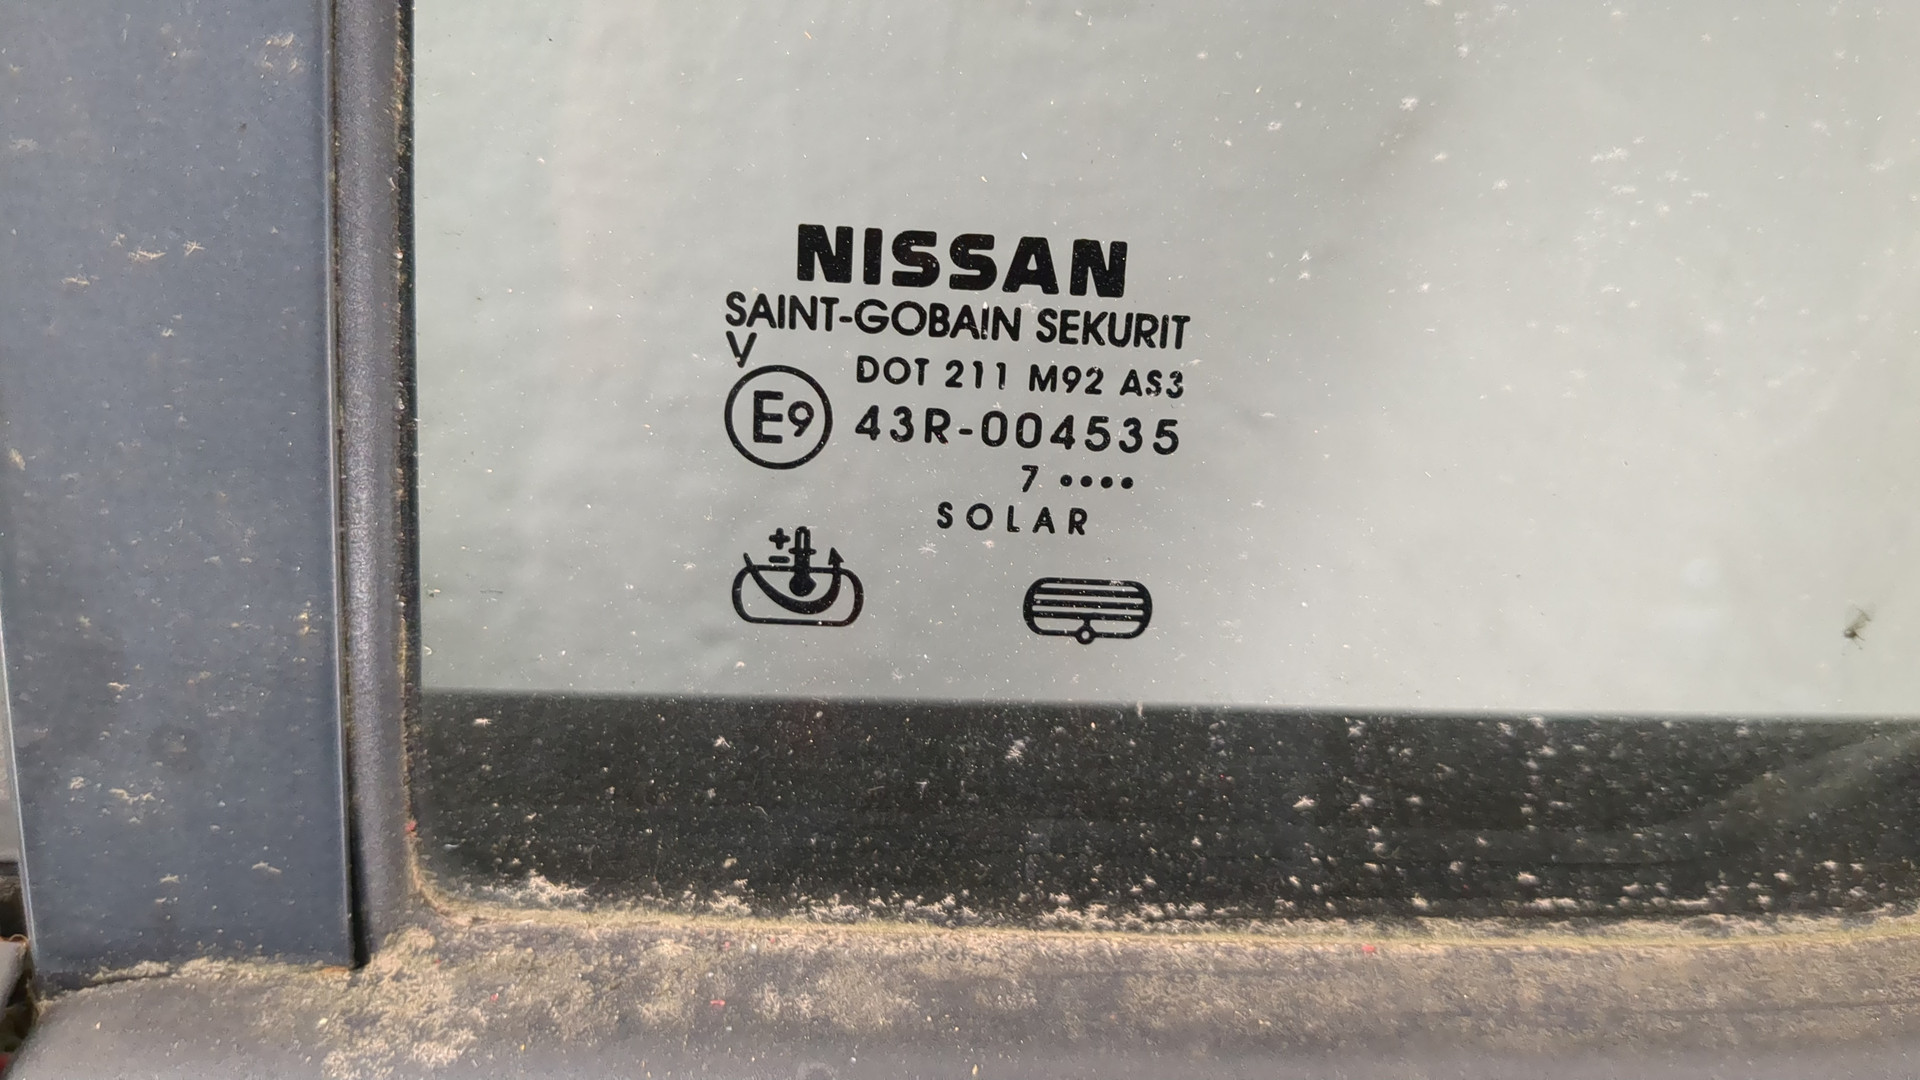 NISSAN
SAINT-GOBAIN SEKURIT
V
DOT 211 M92 AS3
E9 43R-004535
7 ••••
SOLAR